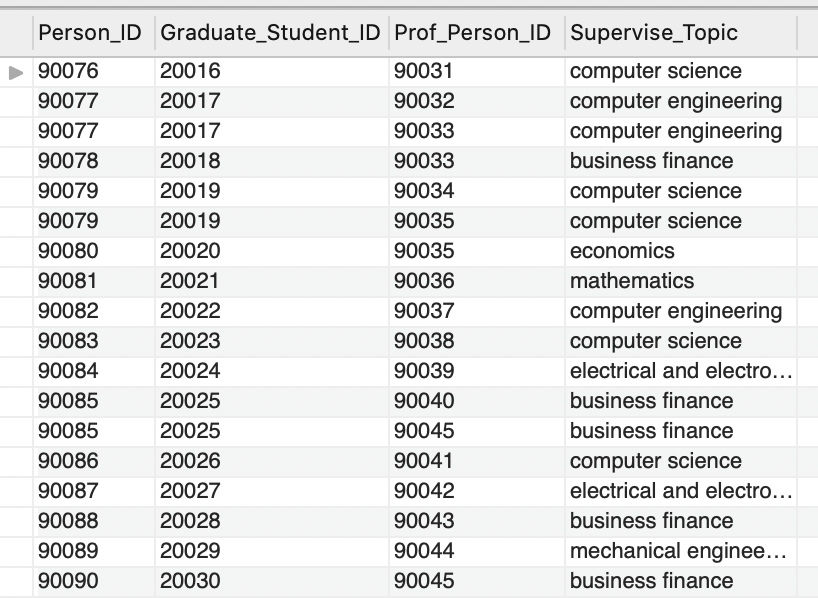 Person_ID Graduate_Student_ID Prof_Person_ID Supervise_Topic
90076 20016 90031 computer science
90077 20017 90032 computer engineering
90077 20017 90033 computer engineering
90078 20018 90033 business finance
90079 20019 90034 computer science
90079 20019 90035 computer science
90080 20020 90035 economics
90081 20021 90036 mathematics
90082 20022 90037 computer engineering
90083 20023 90038 computer science
90084 20024 90039 electrical and electro...
90085 20025 90040 business finance
90085 20025 90045 business finance
90086 20026 90041 computer science
90087 20027 90042 electrical and electro...
90088 20028 90043 business finance
90089 20029 90044 mechanical enginee...
90090 20030 90045 business finance